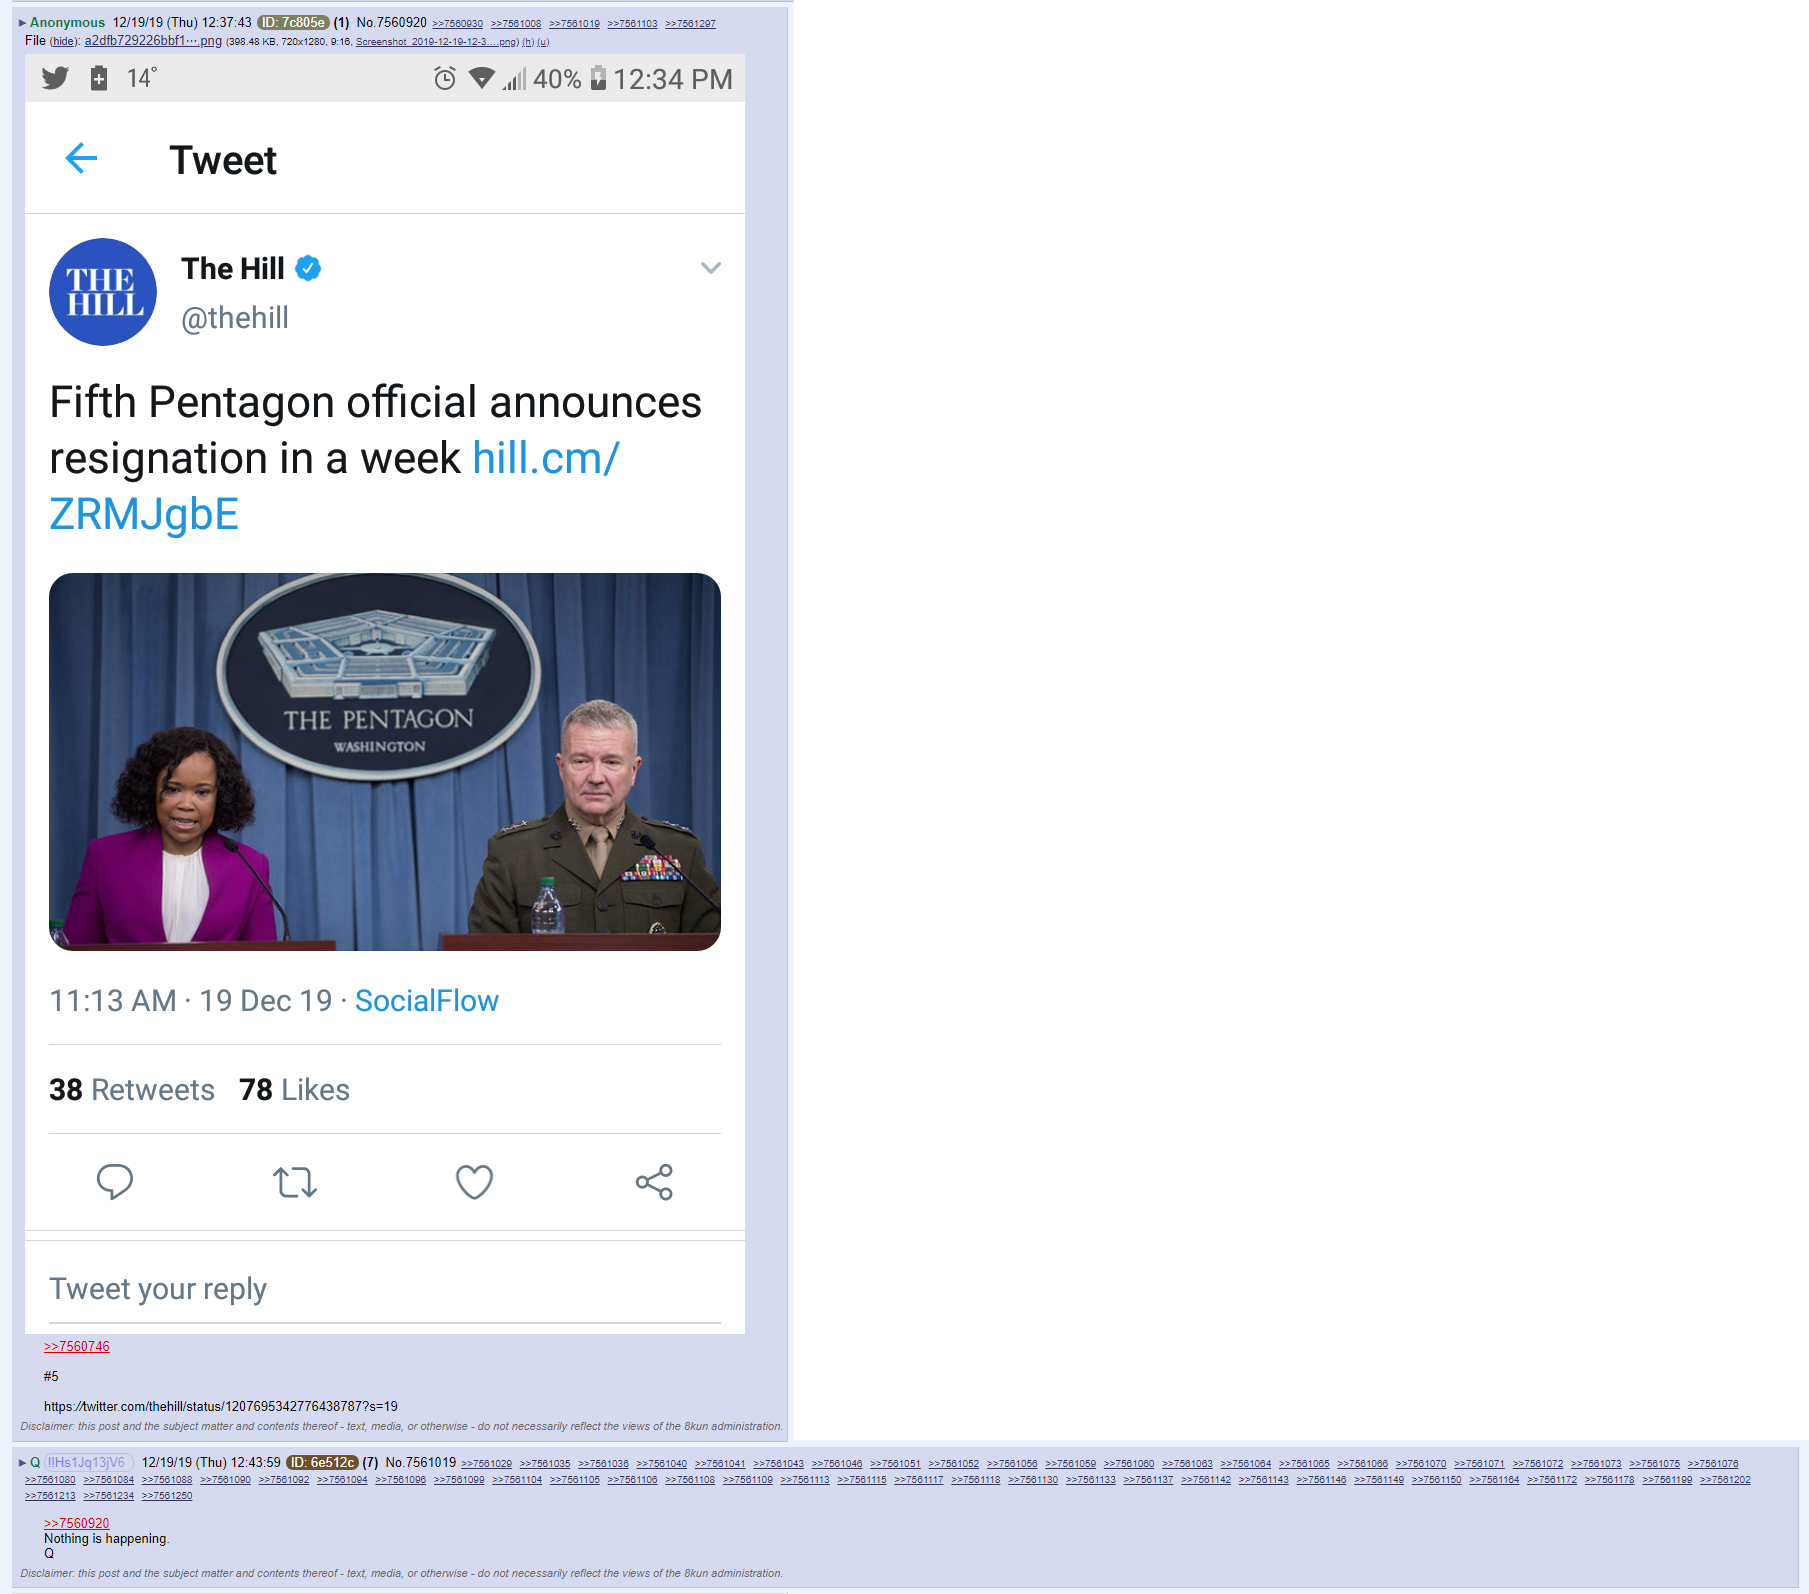 ▶ Anonymous 12/19/19 (Thu) 12:37:43 ID: 7c805e (1) No.7560920 >>7560930 >>7561008 >>7561019 >>7561103 >>7561297
File (hide): a2dfb729226bbf1⋯.png (398.48 KB, 720x1280, 9:16, Screenshot_2019-12-19-12-3….png) (h) (u)
14° 40% 12:34 PM
Tweet
THE HILL
The Hill
@thehill
Fifth Pentagon official announces
resignation in a week hill.cm/
ZRMJgbE
THE PENTAGON
WASHINGTON
11:13 AM · 19 Dec 19 · SocialFlow
38 Retweets 78 Likes
Tweet your reply
>>7560746
#5
https://twitter.com/thehill/status/1207695342776438787?s=19
Disclaimer: this post and the subject matter and contents thereof - text, media, or otherwise - do not necessarily reflect the views of the 8kun administration.
▶ Q !!Hs1Jq13jV6 12/19/19 (Thu) 12:43:59 ID: 6e512c (7) No.7561019 >>7561029 >>7561035 >>7561036 >>7561040 >>7561041 >>7561043 >>7561046 >>7561051 >>7561052 >>7561056 >>7561059 >>7561060 >>7561063 >>7561064 >>7561065 >>7561066 >>7561070 >>7561071 >>7561072 >>7561073 >>7561075 >>7561076
>>7561080 >>7561084 >>7561088 >>7561090 >>7561092 >>7561094 >>7561096 >>7561099 >>7561104 >>7561105 >>7561106 >>7561108 >>7561109 >>7561113 >>7561115 >>7561117 >>7561118 >>7561130 >>7561133 >>7561137 >>7561142 >>7561143 >>7561146 >>7561149 >>7561150 >>7561164 >>7561172 >>7561178 >>7561199 >>7561202
>>7561213 >>7561234 >>7561250
>>7560920
Nothing is happening.
Q
Disclaimer: this post and the subject matter and contents thereof - text, media, or otherwise - do not necessarily reflect the views of the 8kun administration.